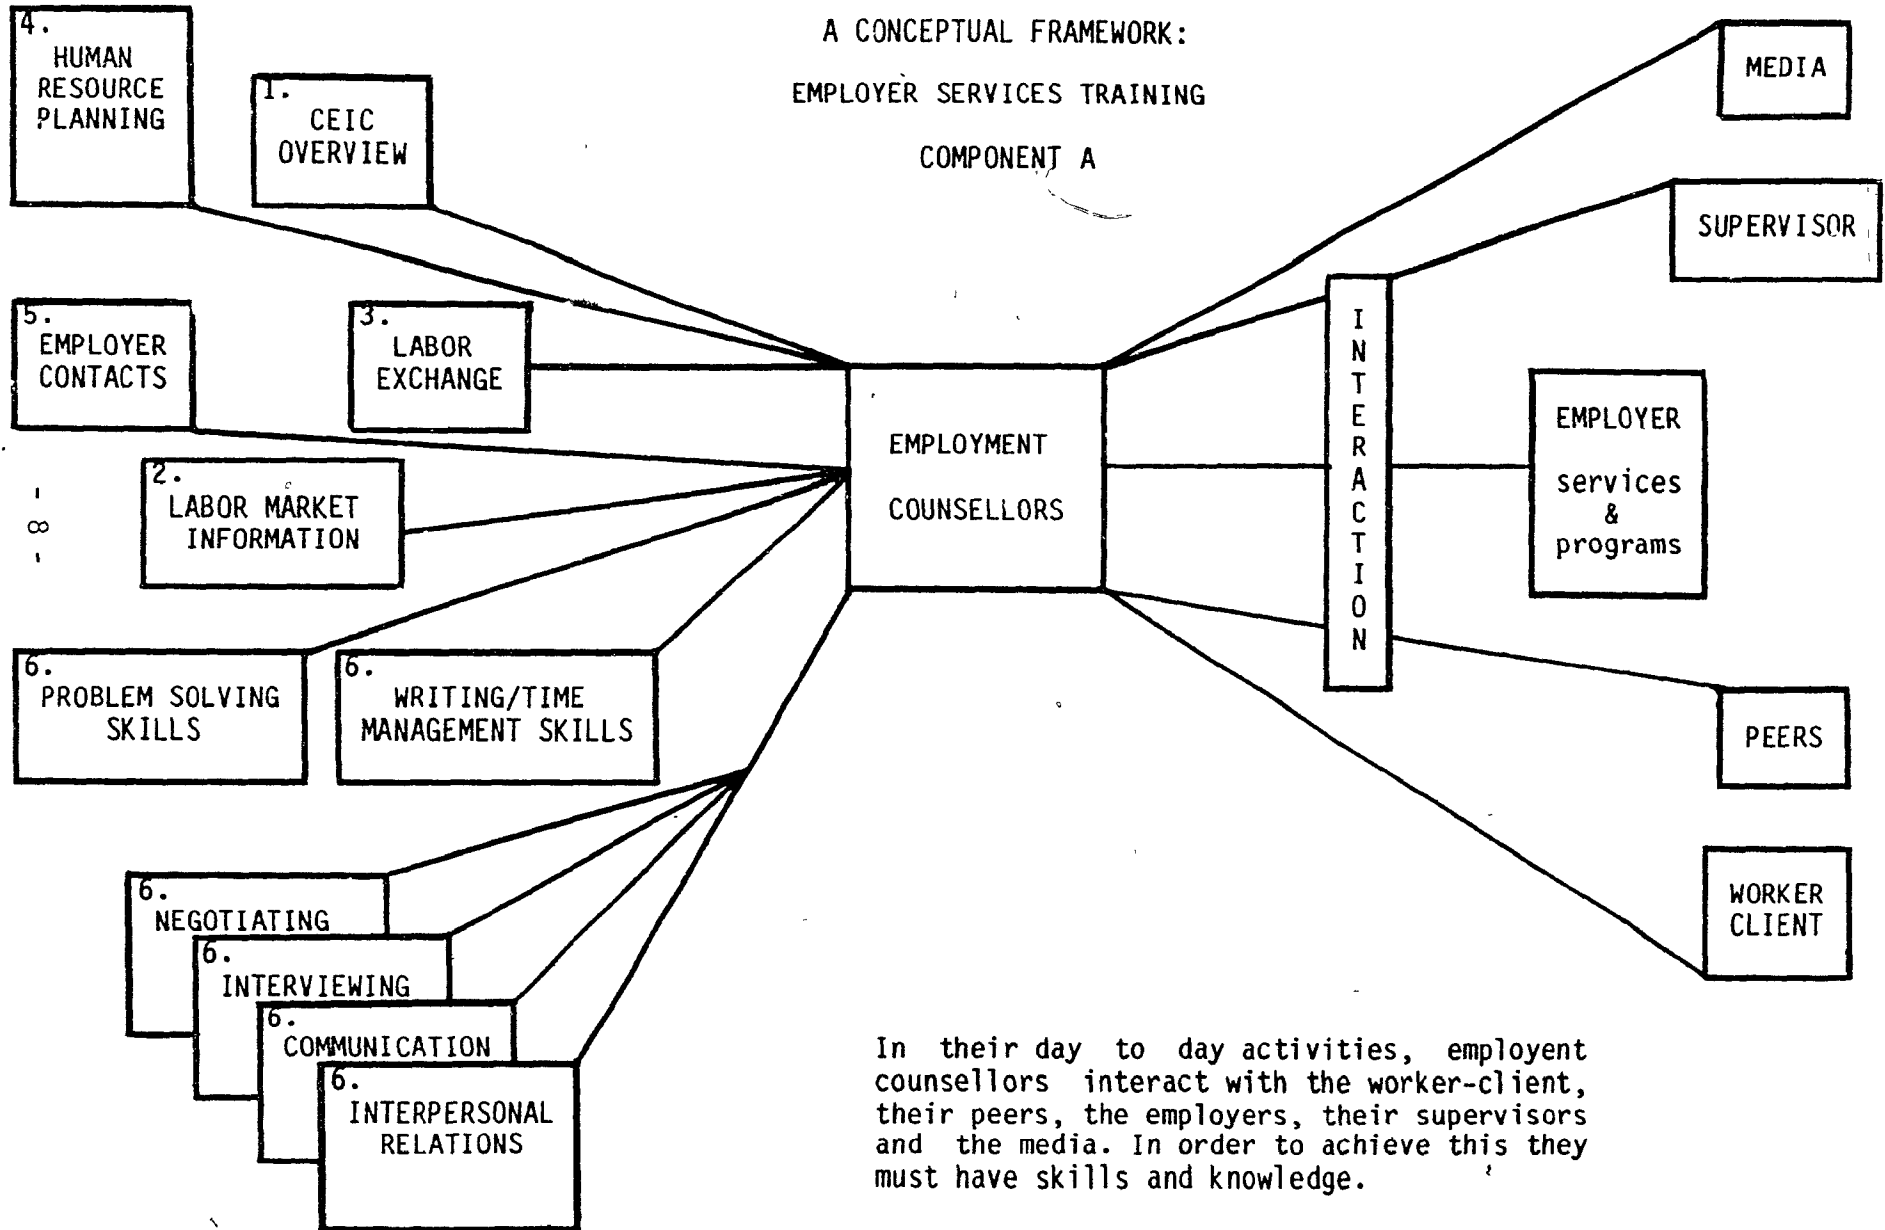 A CONCEPTUAL FRAMEWORK:
EMPLOYER SERVICES TRAINING
COMPONENT A
4.
HUMAN
RESOURCE
PLANNING
1.
CEIC
OVERVIEW
5.
EMPLOYER
CONTACTS
3.
LABOR
EXCHANGE
2.
LABOR MARKET
INFORMATION
6.
PROBLEM SOLVING
SKILLS
6.
WRITING/TIME
MANAGEMENT SKILLS
6.
NEGOTIATING
6.
INTERVIEWING
6.
COMMUNICATION
6.
INTERPERSONAL
RELATIONS
EMPLOYMENT
COUNSELLORS
INTERACTION
MEDIA
SUPERVISOR
EMPLOYER
services
&
programs
PEERS
WORKER
CLIENT
In their day to day activities, employent
counsellors interact with the worker-client,
their peers, the employers, their supervisors
and the media. In order to achieve this they
must have skills and knowledge.
- 8 -